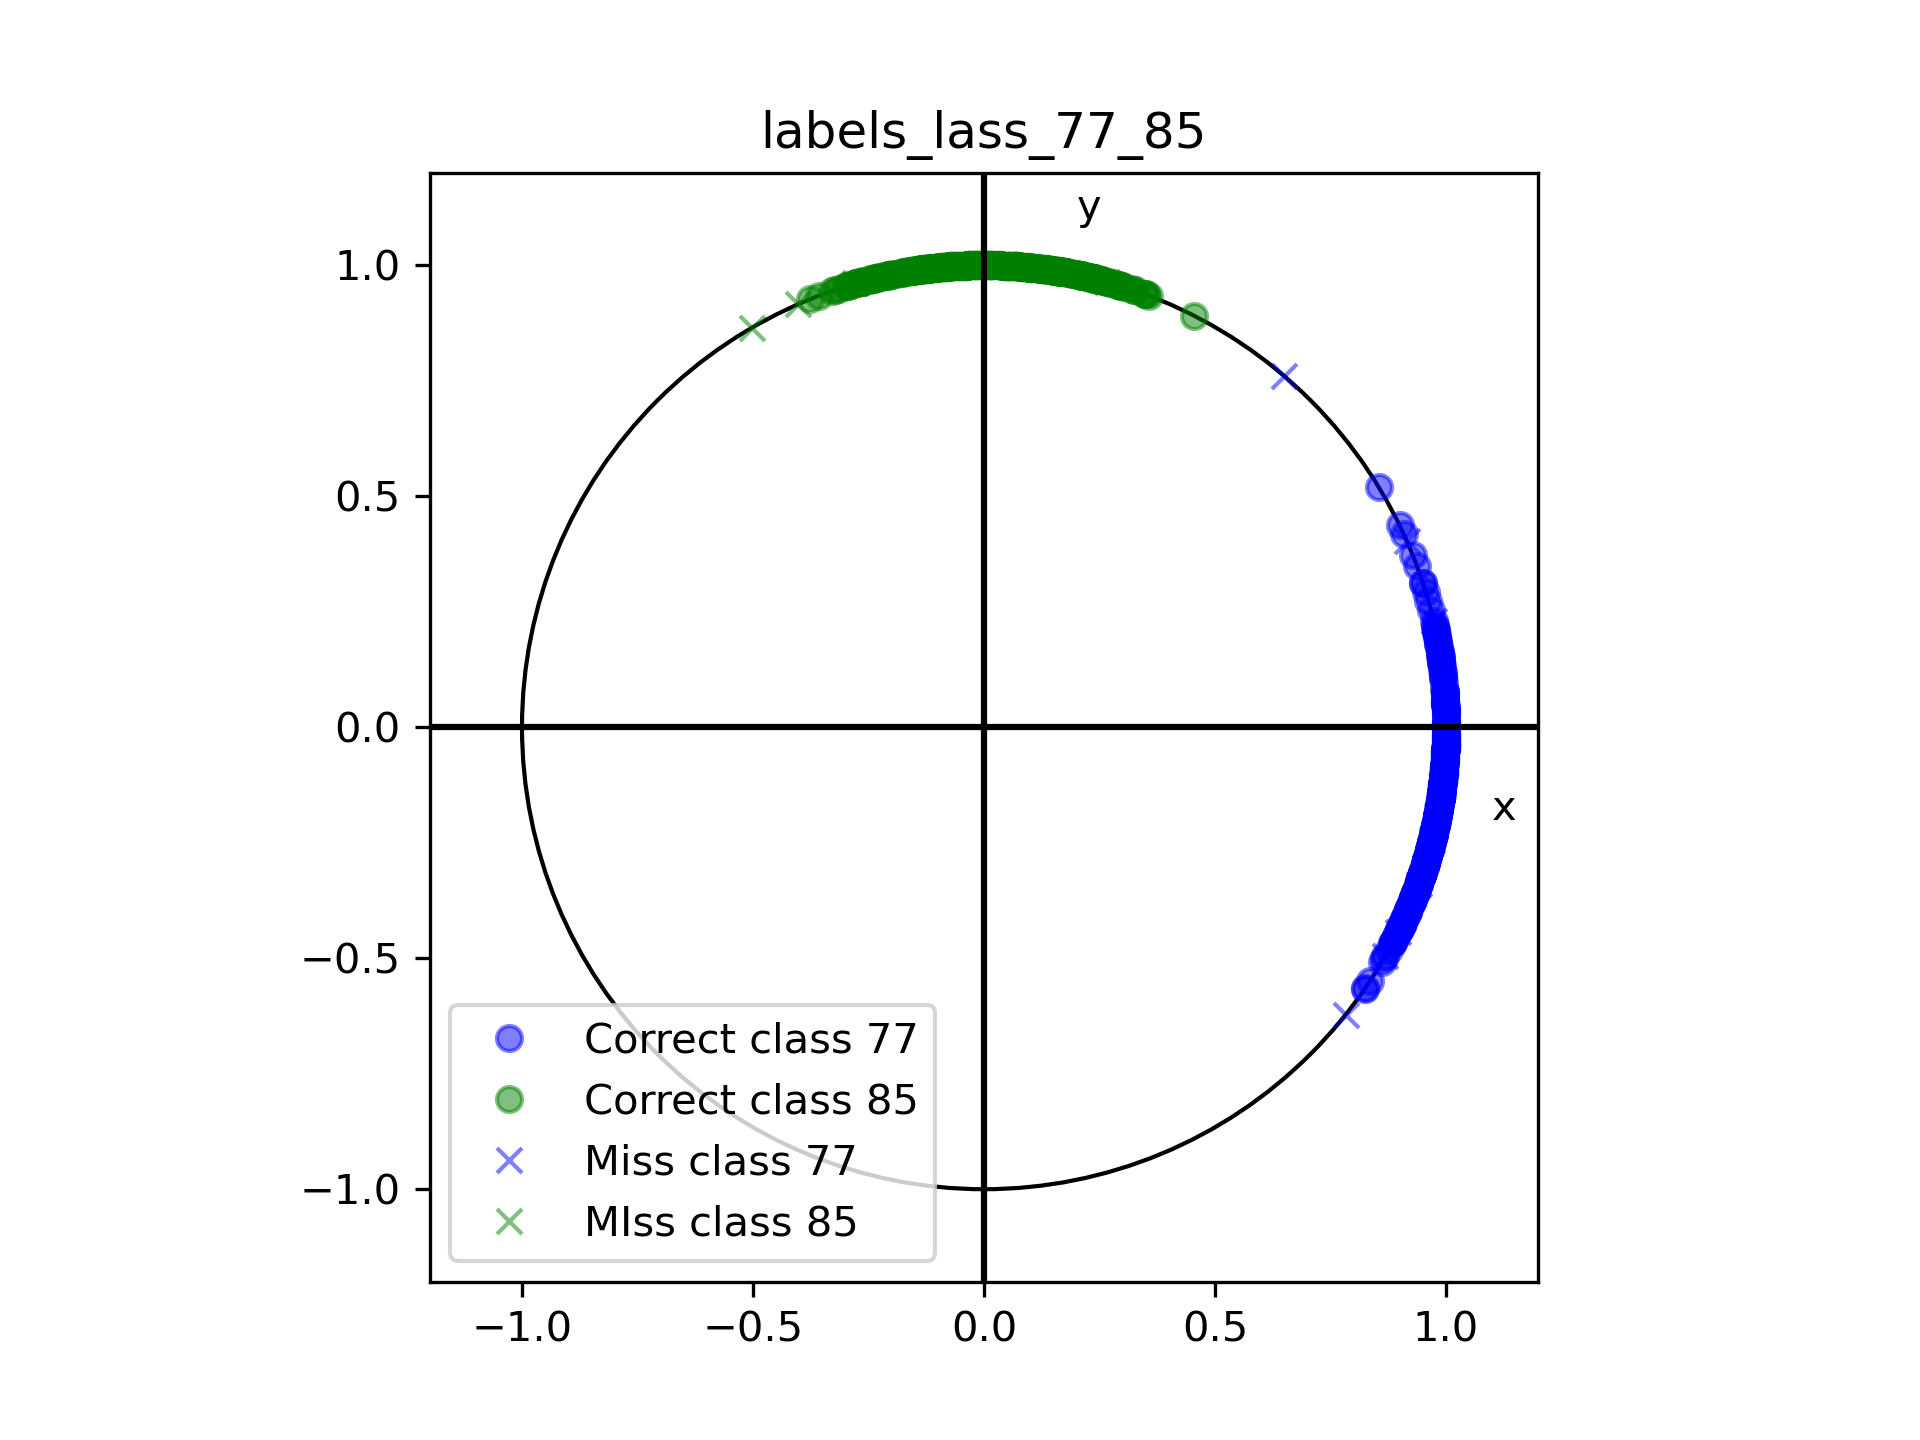 labels_lass_77_85
y
1.0
0.5
0.0
x
−0.5
−1.0
Correct class 77
Correct class 85
Miss class 77
MIss class 85
−1.0 −0.5 0.0 0.5 1.0